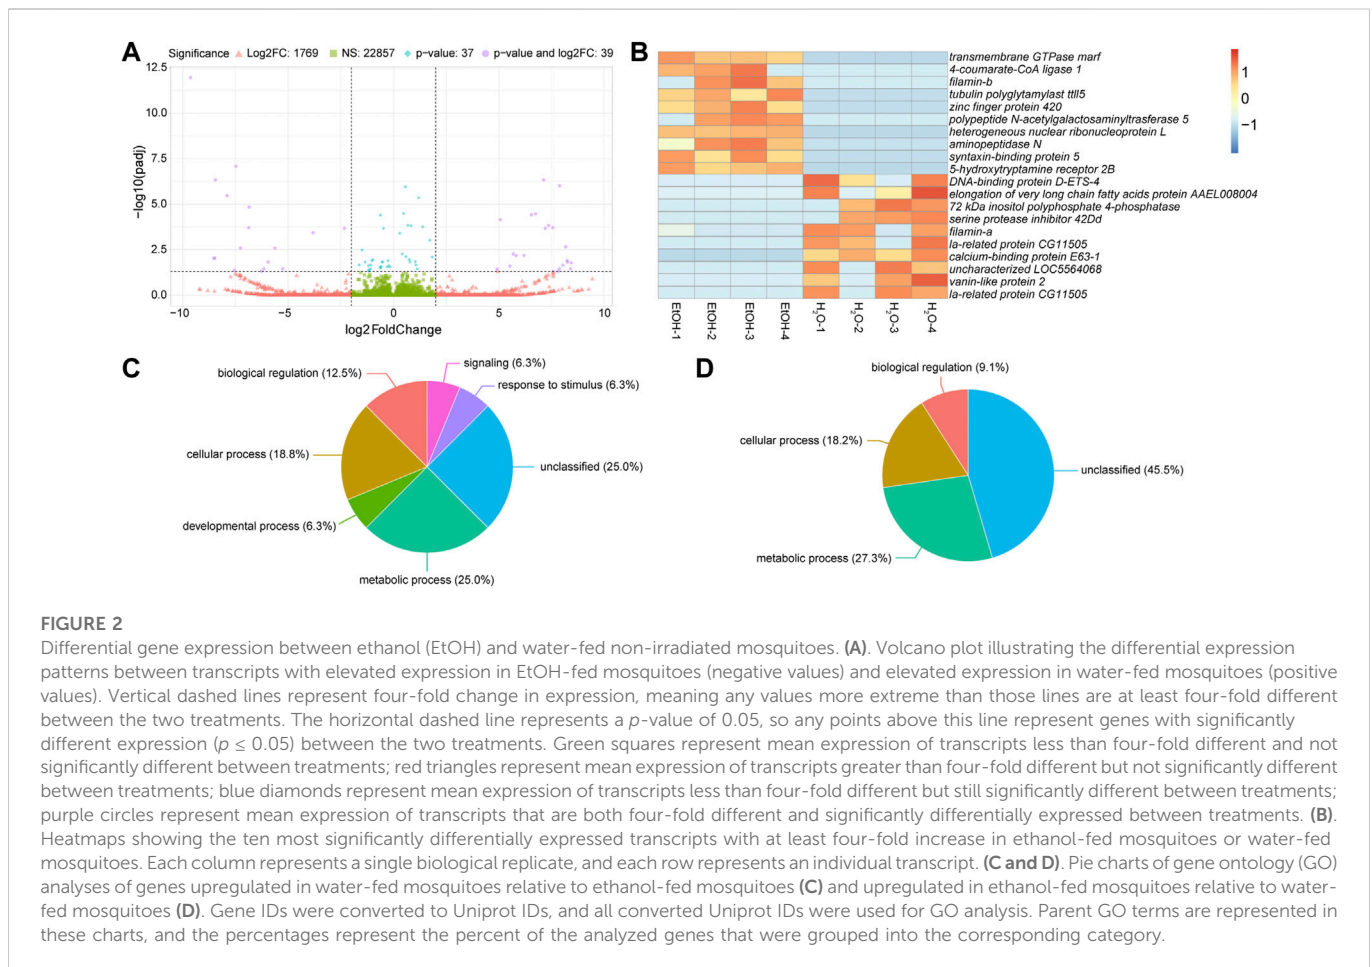 A
Significance Log2FC: 1769 NS: 22857 p-value: 37 p-value and log2FC: 39
12.5
10.0
7.5
5.0
2.5
0.0
−log10(padj)
−10 −5 0 5 10
log2FoldChange
B
transmembrane GTPase marf
4-coumarate-CoA ligase 1
filamin-b
tubulin polyglytamylast ttll5
zinc finger protein 420
polypeptide N-acetylgalactosaminyltrasferase 5
heterogeneous nuclear ribonucleoprotein L
aminopeptidase N
syntaxin-binding protein 5
5-hydroxytryptamine receptor 2B
DNA-binding protein D-ETS-4
elongation of very long chain fatty acids protein AAEL008004
72 kDa inositol polyphosphate 4-phosphatase
serine protease inhibitor 42Dd
filamin-a
la-related protein CG11505
calcium-binding protein E63-1
uncharacterized LOC5564068
vanin-like protein 2
la-related protein CG11505
EtOH-1
EtOH-2
EtOH-3
EtOH-4
H₂O-1
H₂O-2
H₂O-3
H₂O-4
1
0
−1
C
signaling (6.3%)
biological regulation (12.5%)
response to stimulus (6.3%)
cellular process (18.8%)
unclassified (25.0%)
developmental process (6.3%)
metabolic process (25.0%)
D
biological regulation (9.1%)
cellular process (18.2%)
unclassified (45.5%)
metabolic process (27.3%)
FIGURE 2
Differential gene expression between ethanol (EtOH) and water-fed non-irradiated mosquitoes. (A). Volcano plot illustrating the differential expression
patterns between transcripts with elevated expression in EtOH-fed mosquitoes (negative values) and elevated expression in water-fed mosquitoes (positive
values). Vertical dashed lines represent four-fold change in expression, meaning any values more extreme than those lines are at least four-fold different
between the two treatments. The horizontal dashed line represents a p-value of 0.05, so any points above this line represent genes with significantly
different expression (p ≤ 0.05) between the two treatments. Green squares represent mean expression of transcripts less than four-fold different and not
significantly different between treatments; red triangles represent mean expression of transcripts greater than four-fold different but not significantly different
between treatments; blue diamonds represent mean expression of transcripts less than four-fold different but still significantly different between treatments;
purple circles represent mean expression of transcripts that are both four-fold different and significantly differentially expressed between treatments. (B).
Heatmaps showing the ten most significantly differentially expressed transcripts with at least four-fold increase in ethanol-fed mosquitoes or water-fed
mosquitoes. Each column represents a single biological replicate, and each row represents an individual transcript. (C and D). Pie charts of gene ontology (GO)
analyses of genes upregulated in water-fed mosquitoes relative to ethanol-fed mosquitoes (C) and upregulated in ethanol-fed mosquitoes relative to water-
fed mosquitoes (D). Gene IDs were converted to Uniprot IDs, and all converted Uniprot IDs were used for GO analysis. Parent GO terms are represented in
these charts, and the percentages represent the percent of the analyzed genes that were grouped into the corresponding category.